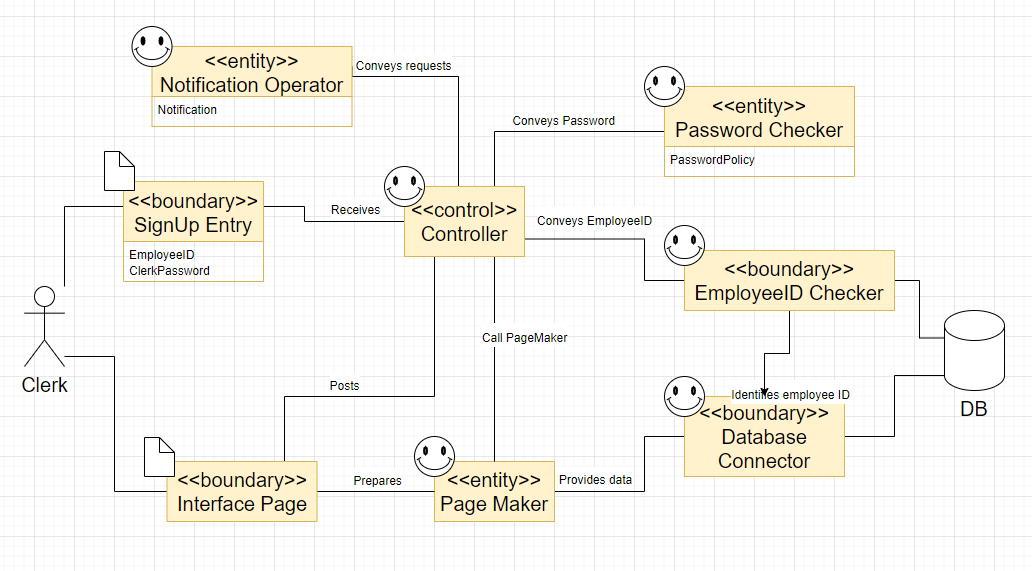 <<entity>>
Notification Operator
Notification
Conveys requests
<<entity>>
Password Checker
PasswordPolicy
Conveys Password
<<boundary>>
SignUp Entry
EmployeeID
ClerkPassword
Receives
<<control>>
Controller
Conveys EmployeeID
<<boundary>>
EmployeeID Checker
Clerk
Call PageMaker
Posts
Identifies employee ID
<<boundary>>
Database
Connector
DB
<<boundary>>
Interface Page
Prepares
<<entity>>
Page Maker
Provides data